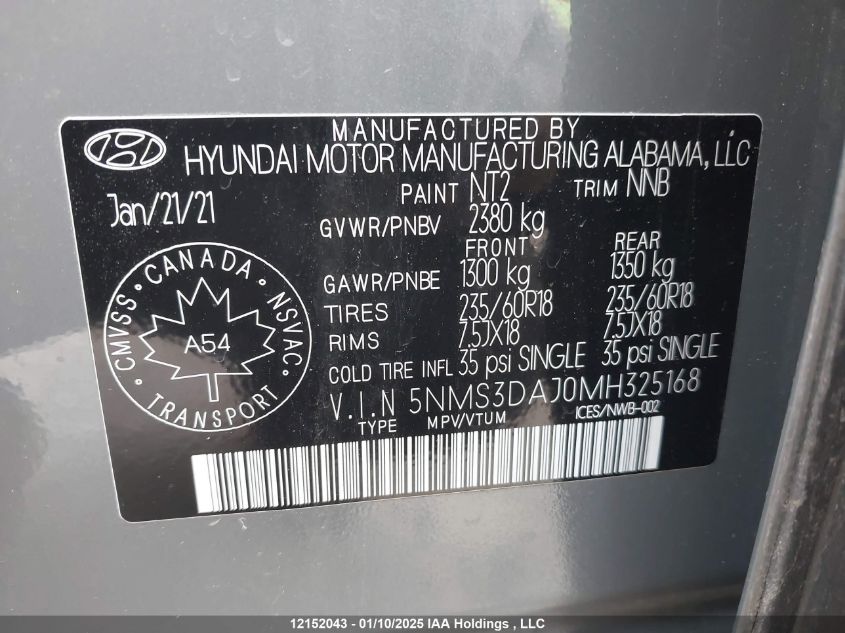 MANUFACTURED BY
HYUNDAI MOTOR MANUFACTURING ALABAMA, LLC
Jan/21/21
PAINT NT2 TRIM NNB
GVWR/PNBV 2380 kg
FRONT REAR
GAWR/PNBE 1300 kg 1350 kg
TIRES 235/60R18 235/60R18
RIMS 7.5JX18 7.5JX18
COLD TIRE INFL 35 psi SINGLE 35 psi SINGLE
V.I.N 5NMS3DAJ0MH325168
TYPE MPV/VTUM ICES/NWB-002
CMVSS · CANADA · NSVAC · TRANSPORT ·
A54
12152043 - 01/10/2025 IAA Holdings , LLC